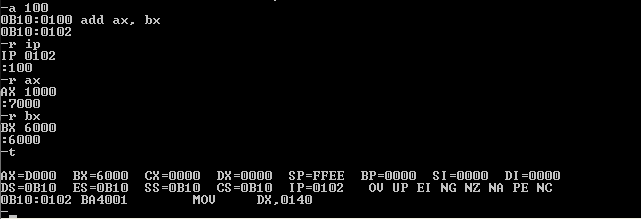 -a 100
0B10:0100 add ax, bx
0B10:0102
-r ip
IP 0102
:100
-r ax
AX 1000
:7000
-r bx
BX 6000
:6000
-t
AX=D000  BX=6000  CX=0000  DX=0000  SP=FFEE  BP=0000  SI=0000  DI=0000
DS=0B10  ES=0B10  SS=0B10  CS=0B10  IP=0102   OV UP EI NG NZ NA PE NC
0B10:0102 BA4001        MOV     DX,0140
-